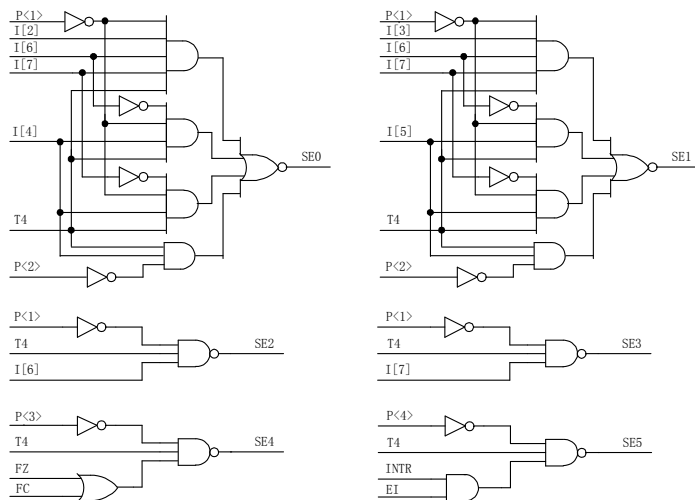 P<1>
I[2]
I[6]
I[7]
I[4]
SE0
T4
P<2>
P<1>
I[3]
I[6]
I[7]
I[5]
SE1
T4
P<2>
P<1>
T4
I[6]
SE2
P<1>
T4
I[7]
SE3
P<3>
T4
FZ
FC
SE4
P<4>
T4
INTR
EI
SE5